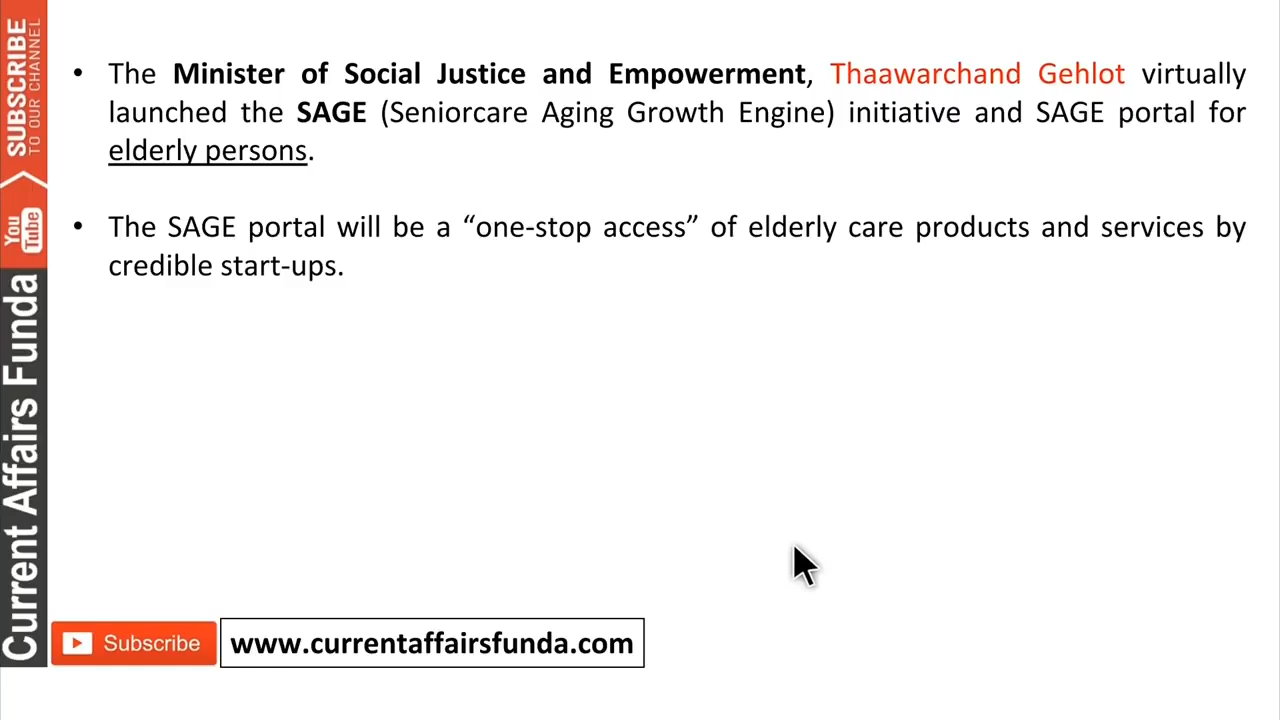 • The Minister of Social Justice and Empowerment, Thaawarchand Gehlot virtually
launched the SAGE (Seniorcare Aging Growth Engine) initiative and SAGE portal for
elderly persons.
• The SAGE portal will be a “one-stop access” of elderly care products and services by
credible start-ups.
SUBSCRIBE
TO OUR CHANNEL
You
Tube
Current Affairs Funda
Subscribe
www.currentaffairsfunda.com